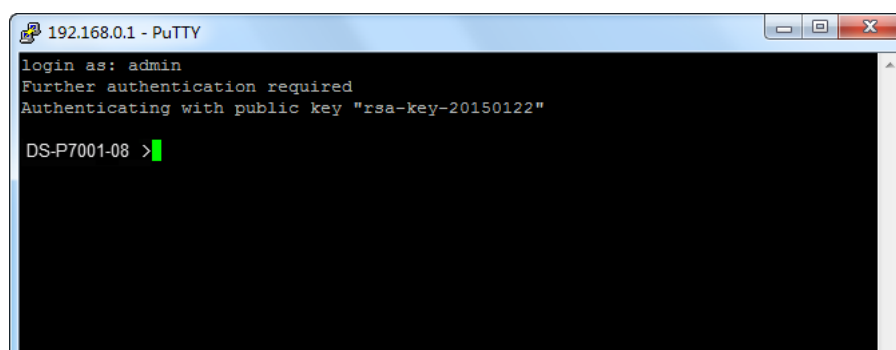 192.168.0.1 - PuTTY
login as: admin
Further authentication required
Authenticating with public key "rsa-key-20150122"
DS-P7001-08 >